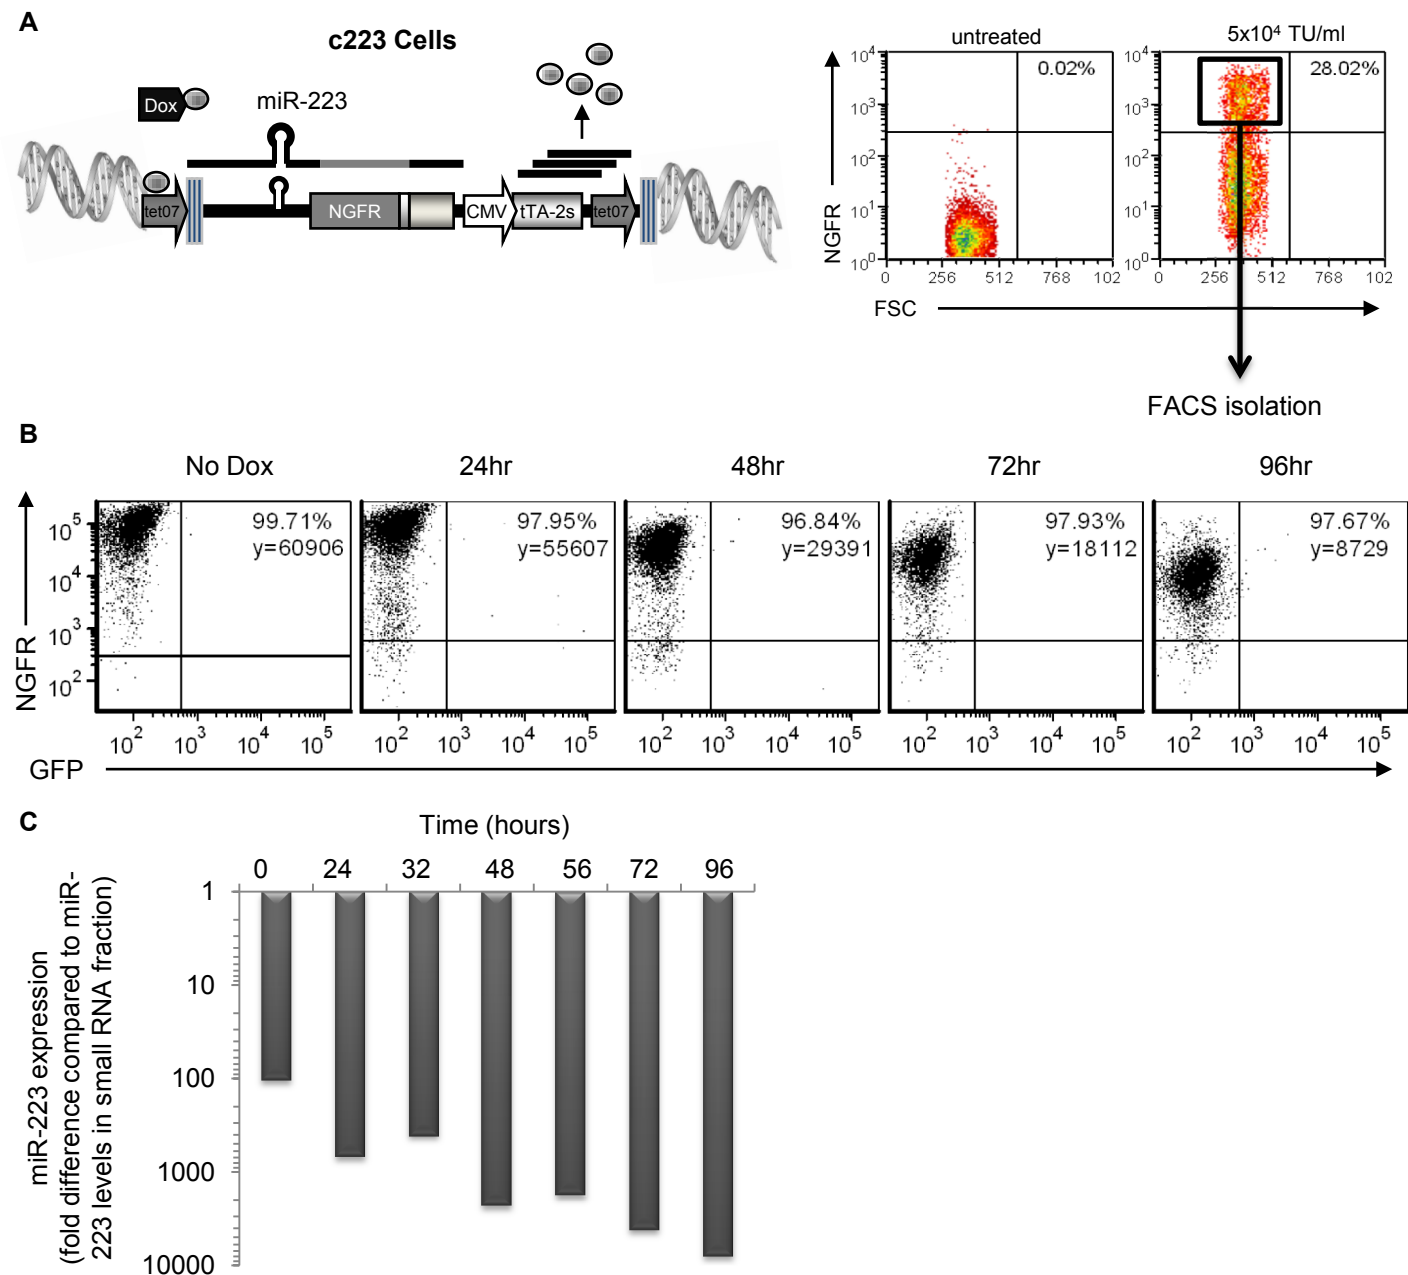 A
c223 Cells
Dox
miR-223
tet07
NGFR
CMV
tTA-2s
tet07
untreated
5x10⁴ TU/ml
10⁴
10³
10²
10¹
10⁰
0.02%
0 256 512 768 102
10⁴
10³
10²
10¹
10⁰
28.02%
0 256 512 768 102
NGFR
FSC
FACS isolation
B
No Dox 24hr 48hr 72hr 96hr
99.71%
y=60906
97.95%
y=55607
96.84%
y=29391
97.93%
y=18112
97.67%
y=8729
NGFR
10⁵
10⁴
10³
10²
10² 10³ 10⁴ 10⁵
10² 10³ 10⁴ 10⁵
10² 10³ 10⁴ 10⁵
10² 10³ 10⁴ 10⁵
10² 10³ 10⁴ 10⁵
GFP
C
Time (hours)
0 24 32 48 56 72 96
1
10
100
1000
10000
miR-223 expression
(fold difference compared to miR-
223 levels in small RNA fraction)